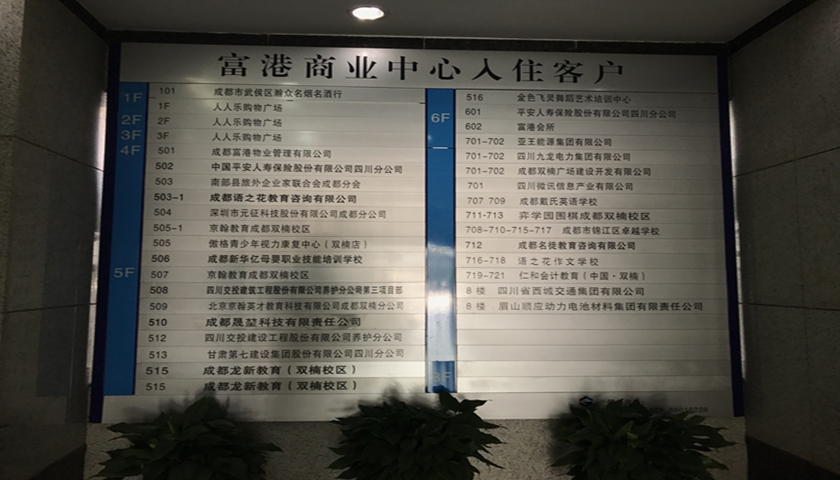 富港商业中心入住客户
1F
2F
3F
4F
5F
101 成都市武侯区瀚众名烟名酒行
1F 人人乐购物广场
2F 人人乐购物广场
3F 人人乐购物广场
501 成都富港物业管理有限公司
502 中国平安人寿保险股份有限公司四川分公司
503 南部县旅外企业家联合会成都分会
503-1 成都语之花教育咨询有限公司
504 深圳市元征科技股份有限公司成都分公司
505-1 京翰教育成都双楠校区
505 傲格青少年视力康复中心（双楠店）
506 成都新华亿母婴职业技能培训学校
507 京翰教育成都双楠校区
508 四川交投建筑工程股份有限公司养护分公司第三项目部
509 北京京翰英才教育科技有限公司成都双楠分公司
510 成都晟堃科技有限责任公司
512 四川交投建设工程股份有限公司养护分公司
513 甘肃第七建设集团股份有限公司四川分公司
515 成都龙新教育（双楠校区）
515 成都龙新教育（双楠校区）
6F
8F
516 金色飞灵舞蹈艺术培训中心
601 平安人寿保险股份有限公司四川分公司
602 富港会所
701-702 亚王能源集团有限公司
701-702 四川九龙电力集团有限公司
701-702 成都双楠广场建设开发有限公司
701 四川微讯信息产业有限公司
707 709 成都戴氏英语学校
711-713 弈学园围棋成都双楠校区
708-710-715-717 成都市锦江区卓越学校
712 成都名徒教育咨询有限公司
716-718 语之花作文学校
719-721 仁和会计教育（中国·双楠）
8楼 四川省西城交通集团有限公司
8楼 眉山顺应动力电池材料集团有限责任公司